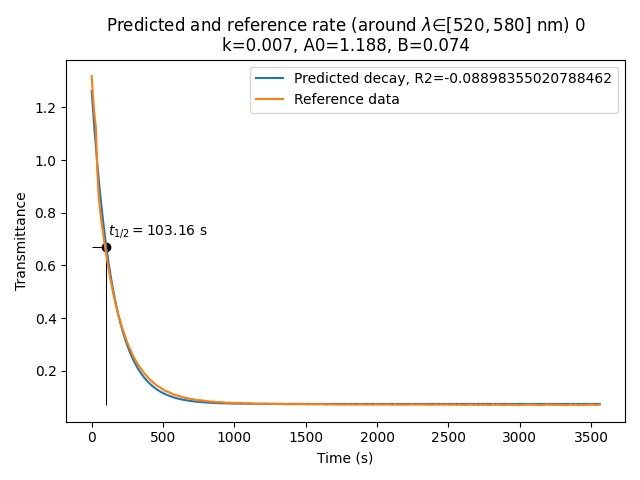 Predicted and reference rate (around λ∈[520, 580] nm) 0
k=0.007, A0=1.188, B=0.074
Predicted decay, R2=-0.08898355020788462
Reference data
1.2
1.0
0.8
0.6
0.4
0.2
Transmittance
t1/2 = 103.16 s
0
500
1000
1500
2000
2500
3000
3500
Time (s)